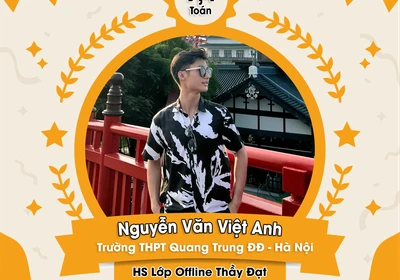 Toán
Nguyễn Văn Việt Anh
Trường THPT Quang Trung ĐĐ - Hà Nội
HS Lớp Offline Thầy Đạt